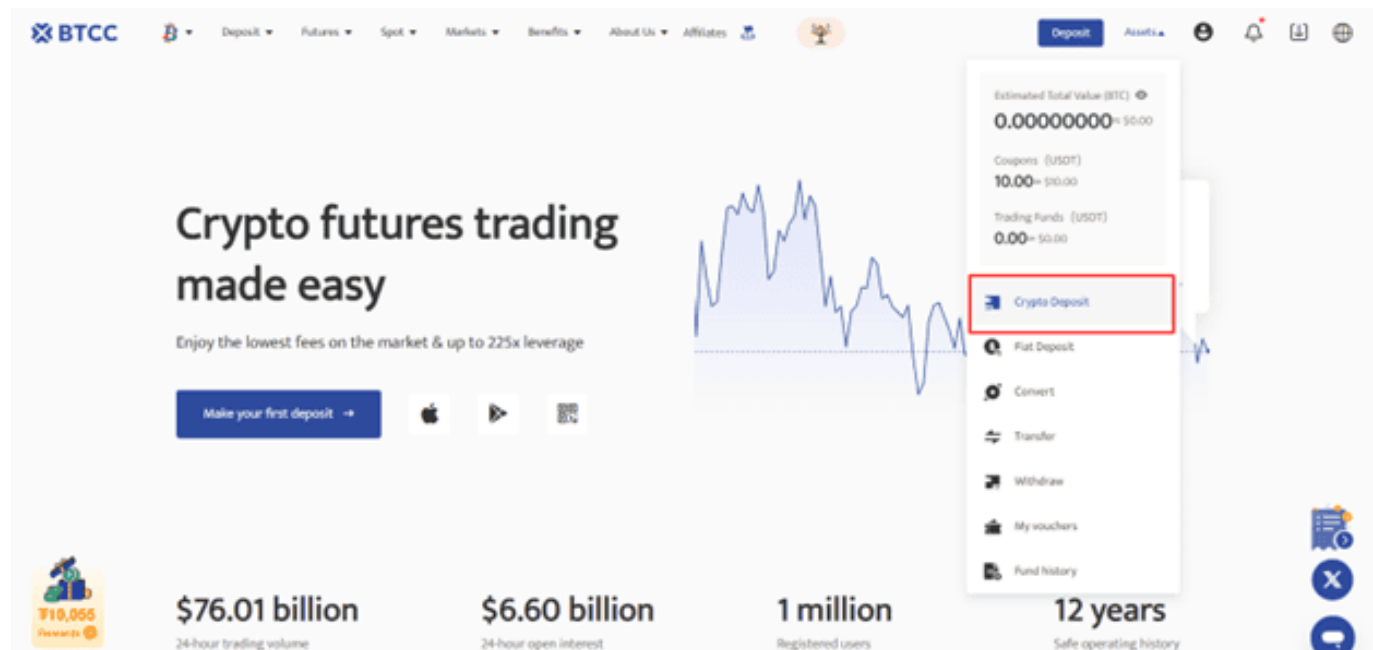 BTCC
Deposit
Futures
Spot
Markets
Benefits
About Us
Affiliates
Deposit
Assets
Estimated Total Value (BTC)
0.00000000≈ $0.00
Coupons (USDT)
10.00≈ $10.00
Trading Funds (USDT)
0.00≈ $0.00
Crypto Deposit
Fiat Deposit
Convert
Transfer
Withdraw
My vouchers
Fund history
Crypto futures trading
made easy
Enjoy the lowest fees on the market & up to 225x leverage
Make your first deposit →
₮10,055
Rewards
$76.01 billion
24-hour trading volume
$6.60 billion
24-hour open interest
1 million
Registered users
12 years
Safe operating history